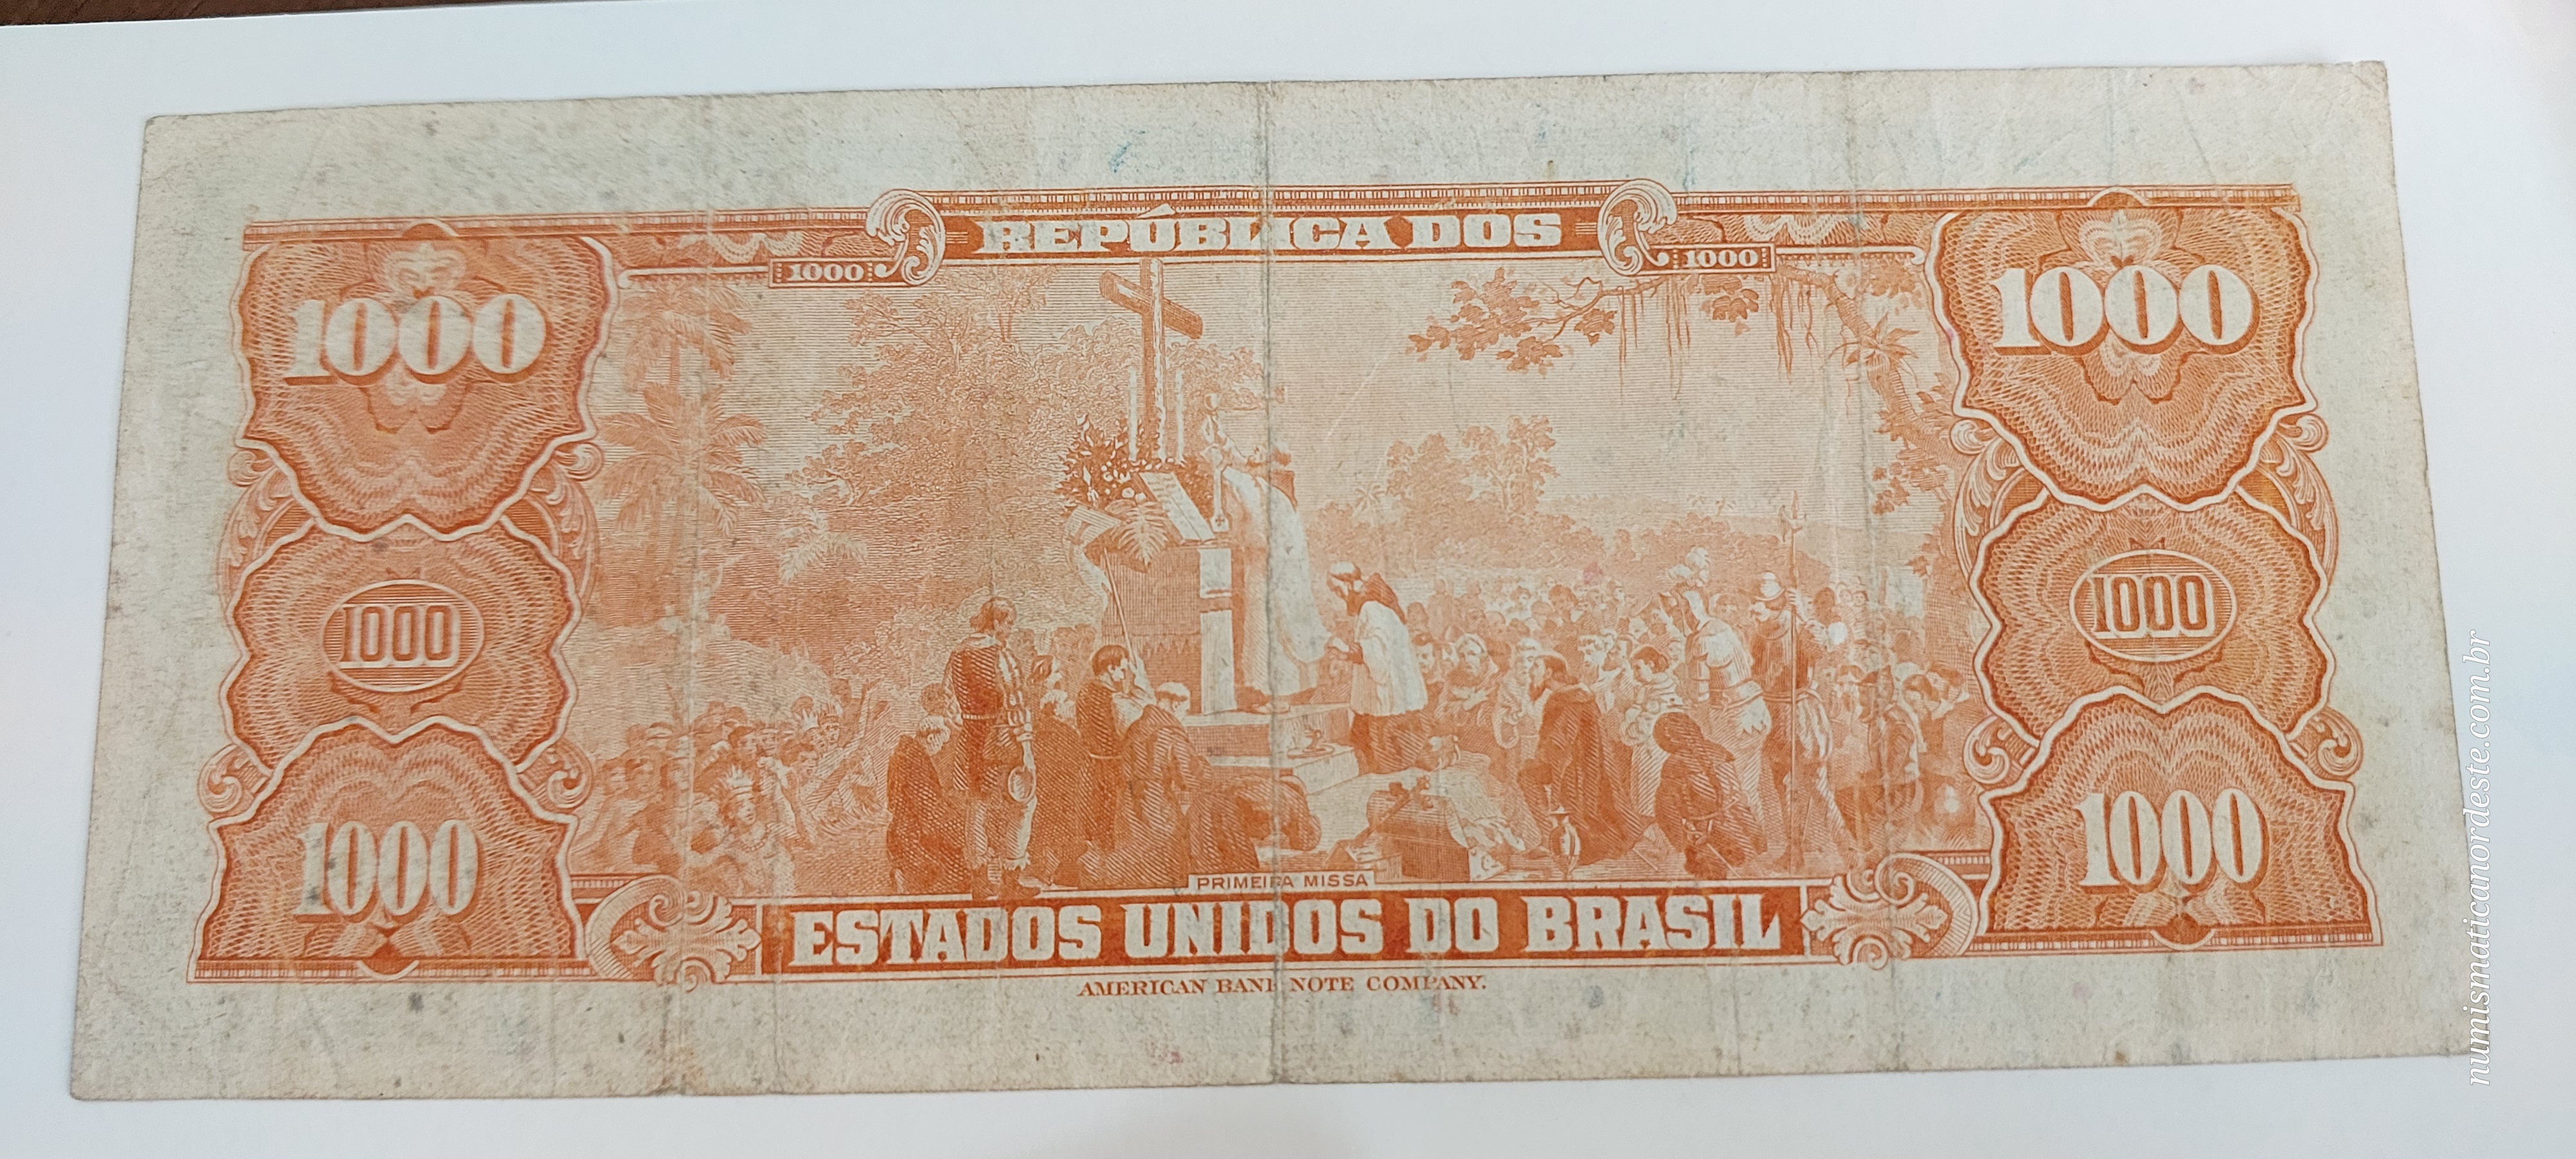 REPÚBLICA DOS
1000 1000
1000 1000
1000 1000
1000 1000
PRIMEIRA MISSA
ESTADOS UNIDOS DO BRASIL
AMERICAN BANK NOTE COMPANY.
numismaticanordeste.com.br